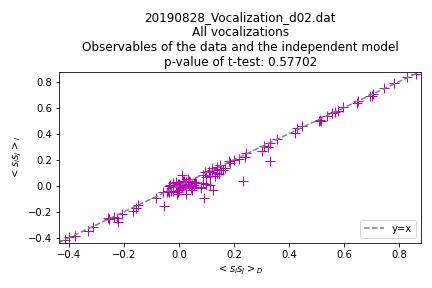 20190828_Vocalization_d02.dat
All vocalizations
Observables of the data and the independent model
p-value of t-test: 0.57702
< sᵢsⱼ >ᵢ
0.8
0.6
0.4
0.2
0.0
−0.2
−0.4
y=x
−0.4 −0.2 0.0 0.2 0.4 0.6 0.8
< sᵢsⱼ >D